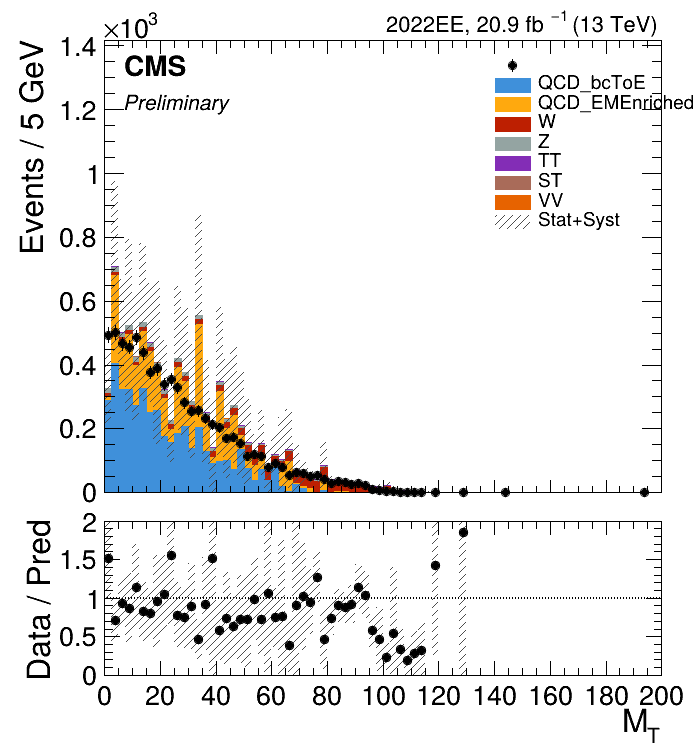 ×10³
2022EE, 20.9 fb⁻¹ (13 TeV)
CMS
Preliminary
QCD_bcToE
QCD_EMEnriched
W
Z
TT
ST
VV
Stat+Syst
Events / 5 GeV
1.4
1.2
1
0.8
0.6
0.4
0.2
0
Data / Pred
2
1.5
1
0.5
0
0 20 40 60 80 100 120 140 160 180 200
M_T